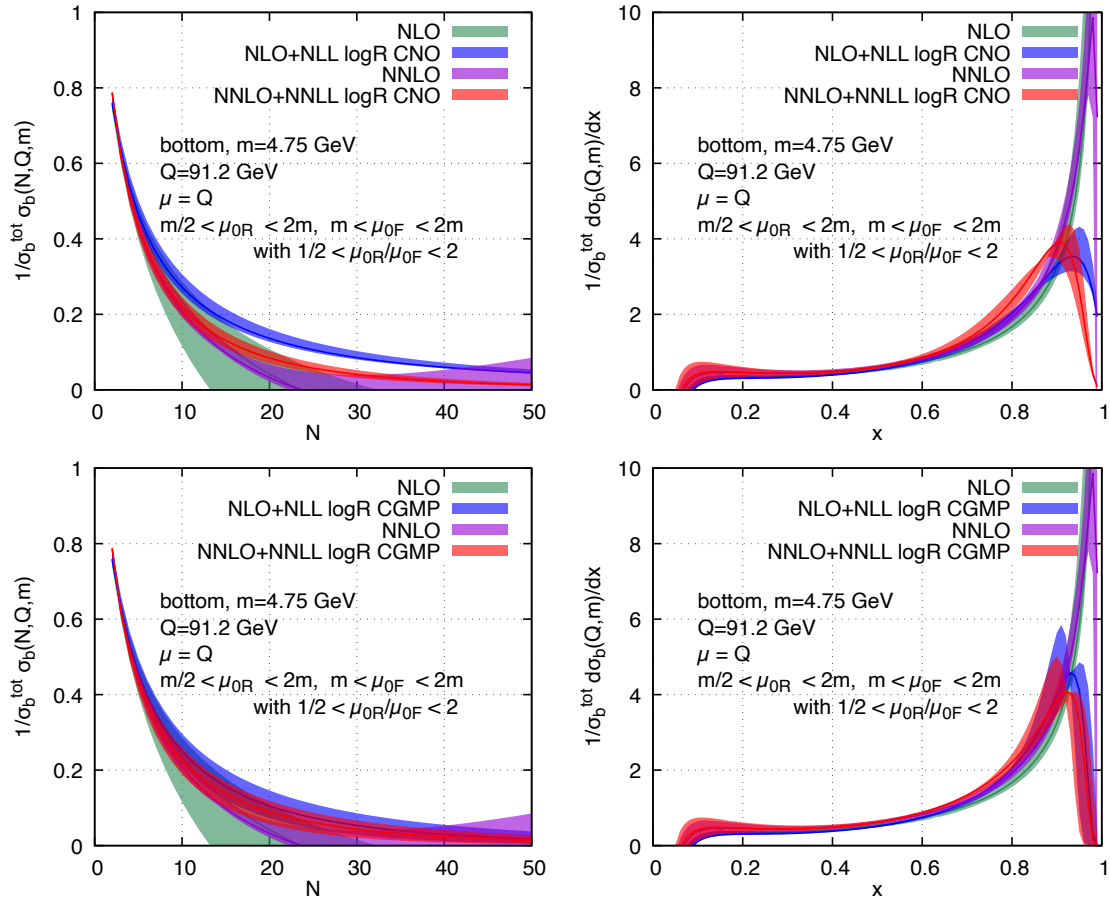 NLO
NLO+NLL logR CNO
NNLO
NNLO+NNLL logR CNO
bottom, m=4.75 GeV
Q=91.2 GeV
μ = Q
m/2 < μ0R < 2m, m < μ0F < 2m
with 1/2 < μ0R/μ0F < 2
1/σb^tot σb(N,Q,m)
1
0.8
0.6
0.4
0.2
0
0 10 20 30 40 50
N
NLO
NLO+NLL logR CNO
NNLO
NNLO+NNLL logR CNO
bottom, m=4.75 GeV
Q=91.2 GeV
μ = Q
m/2 < μ0R < 2m, m < μ0F < 2m
with 1/2 < μ0R/μ0F < 2
1/σb^tot dσb(Q,m)/dx
10
8
6
4
2
0
0 0.2 0.4 0.6 0.8 1
x
NLO
NLO+NLL logR CGMP
NNLO
NNLO+NNLL logR CGMP
bottom, m=4.75 GeV
Q=91.2 GeV
μ = Q
m/2 < μ0R < 2m, m < μ0F < 2m
with 1/2 < μ0R/μ0F < 2
1/σb^tot σb(N,Q,m)
1
0.8
0.6
0.4
0.2
0
0 10 20 30 40 50
N
NLO
NLO+NLL logR CGMP
NNLO
NNLO+NNLL logR CGMP
bottom, m=4.75 GeV
Q=91.2 GeV
μ = Q
m/2 < μ0R < 2m, m < μ0F < 2m
with 1/2 < μ0R/μ0F < 2
1/σb^tot dσb(Q,m)/dx
10
8
6
4
2
0
0 0.2 0.4 0.6 0.8 1
x